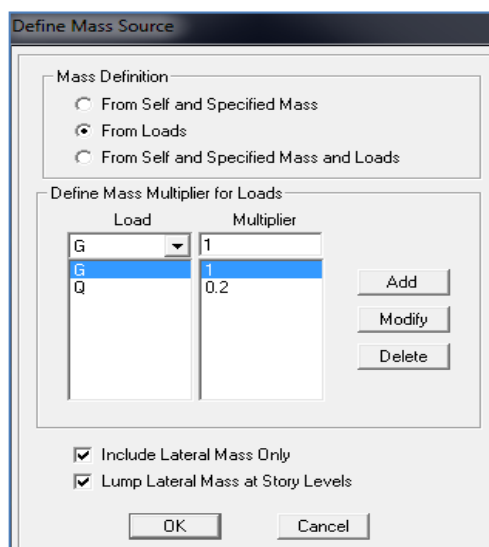 Define Mass Source
Mass Definition
From Self and Specified Mass
From Loads
From Self and Specified Mass and Loads
Define Mass Multiplier for Loads
Load Multiplier
G 1
G 1
Q 0.2
Add
Modify
Delete
Include Lateral Mass Only
Lump Lateral Mass at Story Levels
OK Cancel